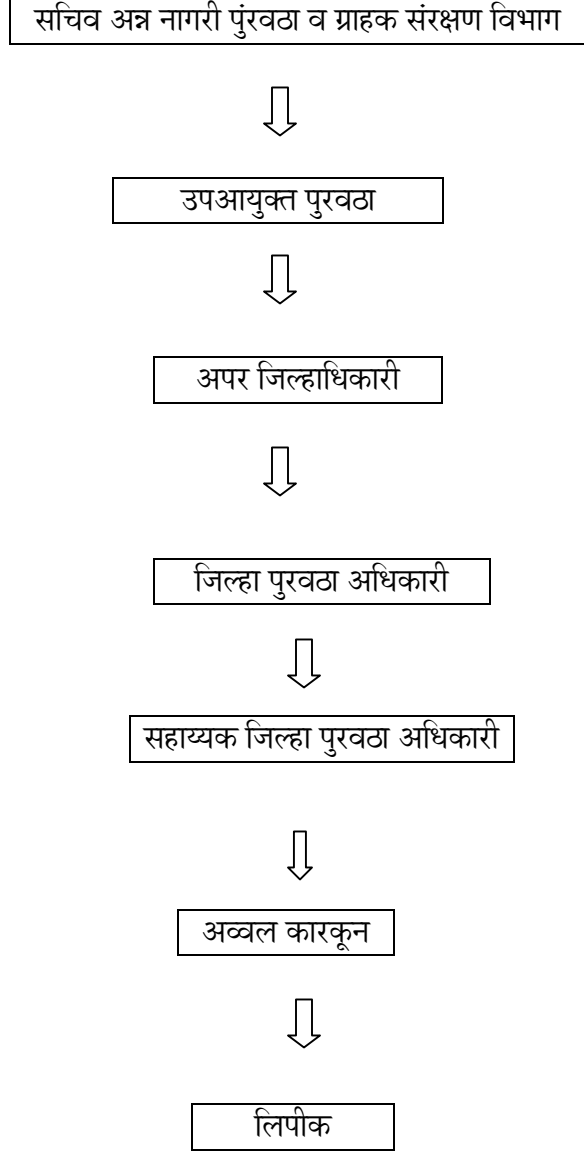 सचिव अन्न नागरी पुंरवठा व ग्राहक संरक्षण विभाग
उपआयुक्त पुरवठा
अपर जिल्हाधिकारी
जिल्हा पुरवठा अधिकारी
सहाय्यक जिल्हा पुरवठा अधिकारी
अव्वल कारकून
लिपीक